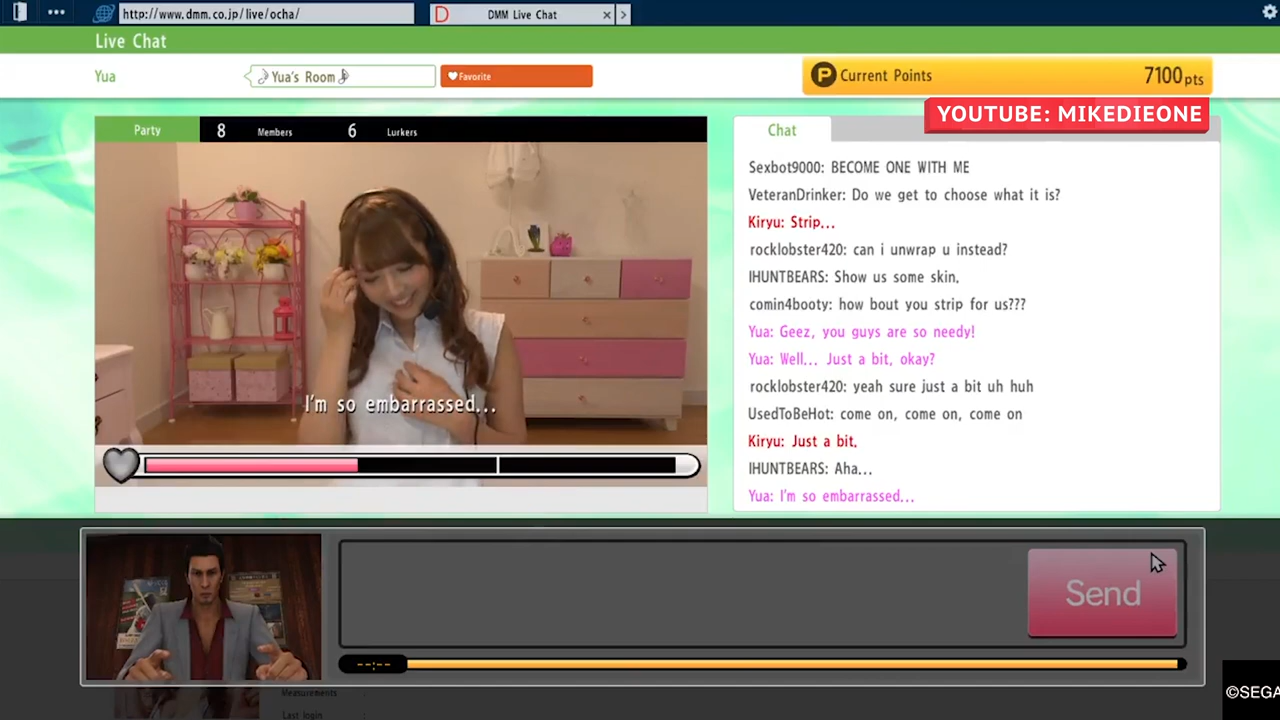 http://www.dmm.co.jp/live/ocha/
DMM Live Chat
Live Chat
Yua
Yua's Room
Favorite
P Current Points 7100pts
YOUTUBE: MIKEDIEONE
Party 8 Members 6 Lurkers
Chat
Sexbot9000: BECOME ONE WITH ME
VeteranDrinker: Do we get to choose what it is?
Kiryu: Strip...
rocklobster420: can i unwrap u instead?
IHUNTBEARS: Show us some skin.
comin4booty: how bout you strip for us???
Yua: Geez, you guys are so needy!
Yua: Well... Just a bit, okay?
rocklobster420: yeah sure just a bit uh huh
UsedToBeHot: come on, come on, come on
Kiryu: Just a bit.
IHUNTBEARS: Aha...
Yua: I'm so embarrassed...
I'm so embarrassed...
Send
--:--
Measurements :
Last login :
©SEGA